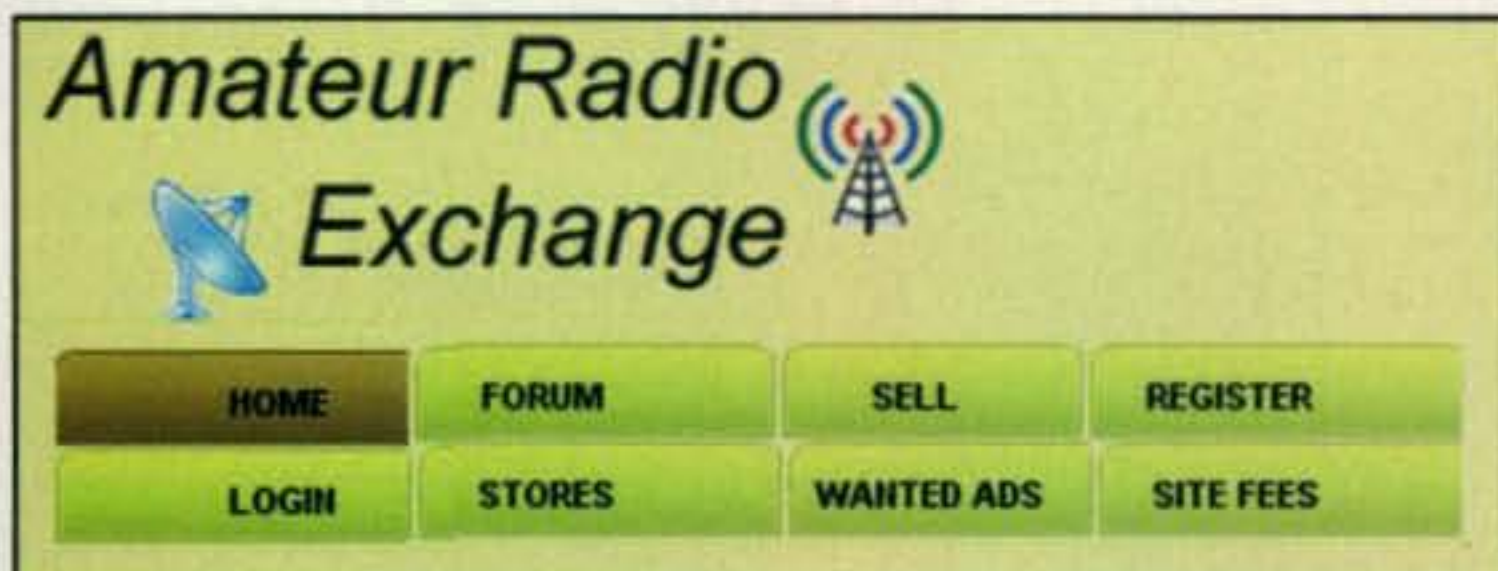 Amateur Radio
Exchange
HOME FORUM SELL REGISTER
LOGIN STORES WANTED ADS SITE FEES